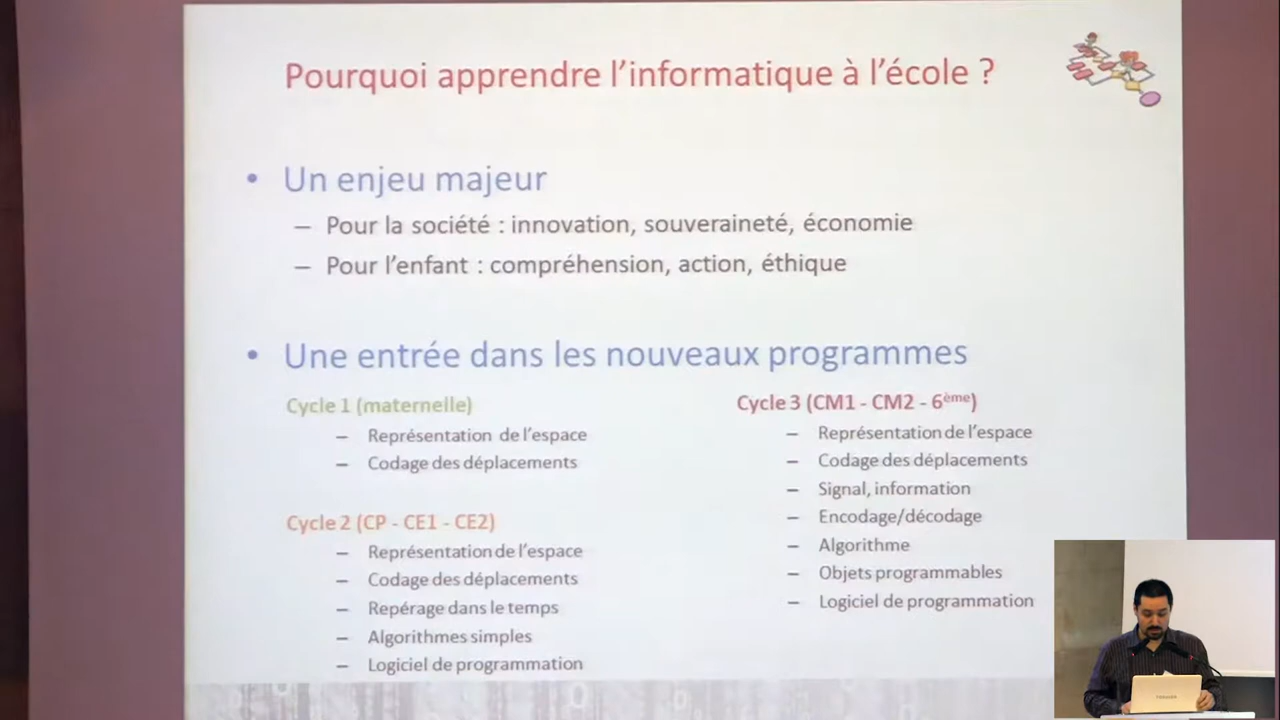 Pourquoi apprendre l'informatique à l'école ?
• Un enjeu majeur
– Pour la société : innovation, souveraineté, économie
– Pour l'enfant : compréhension, action, éthique
• Une entrée dans les nouveaux programmes
Cycle 1 (maternelle)
– Représentation de l'espace
– Codage des déplacements
Cycle 2 (CP - CE1 - CE2)
– Représentation de l'espace
– Codage des déplacements
– Repérage dans le temps
– Algorithmes simples
– Logiciel de programmation
Cycle 3 (CM1 - CM2 - 6ème)
– Représentation de l'espace
– Codage des déplacements
– Signal, information
– Encodage/décodage
– Algorithme
– Objets programmables
– Logiciel de programmation
TOSHIBA